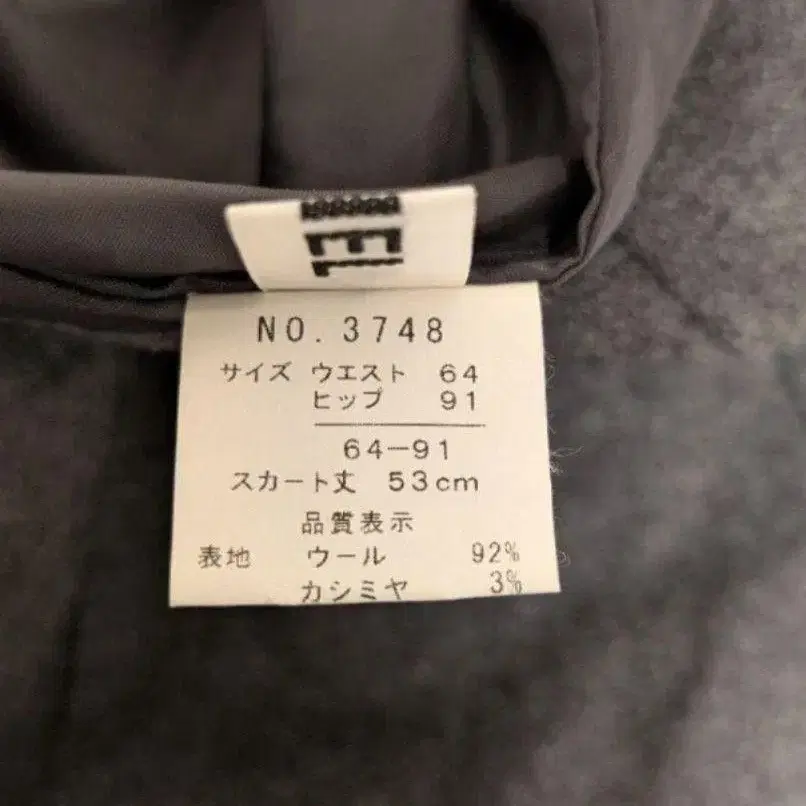 EL
NO.3748
サイズ ウエスト 64
ヒップ 91
64-91
スカート丈 53cm
品質表示
表地 ウール 92%
カシミヤ 3%